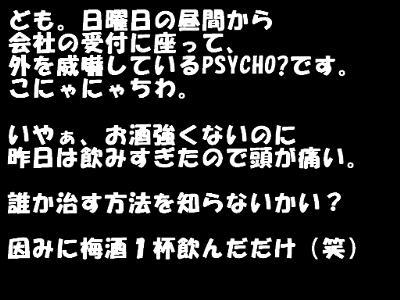 ども。日曜日の昼間から
会社の受付に座って、
外を威嚇しているPSYCHO?です。
こにゃにゃちわ。
いやぁ、お酒強くないのに
昨日は飲みすぎたので頭が痛い。
誰か治す方法を知らないかい？
因みに梅酒１杯飲んだだけ（笑）